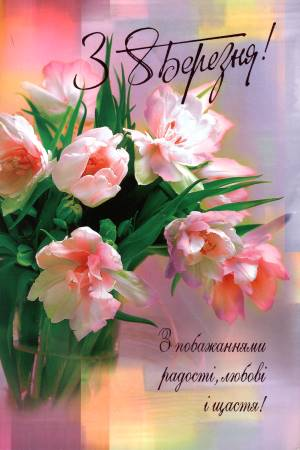 З 8 Березня!
З побажаннями
радості, любові
і щастя!